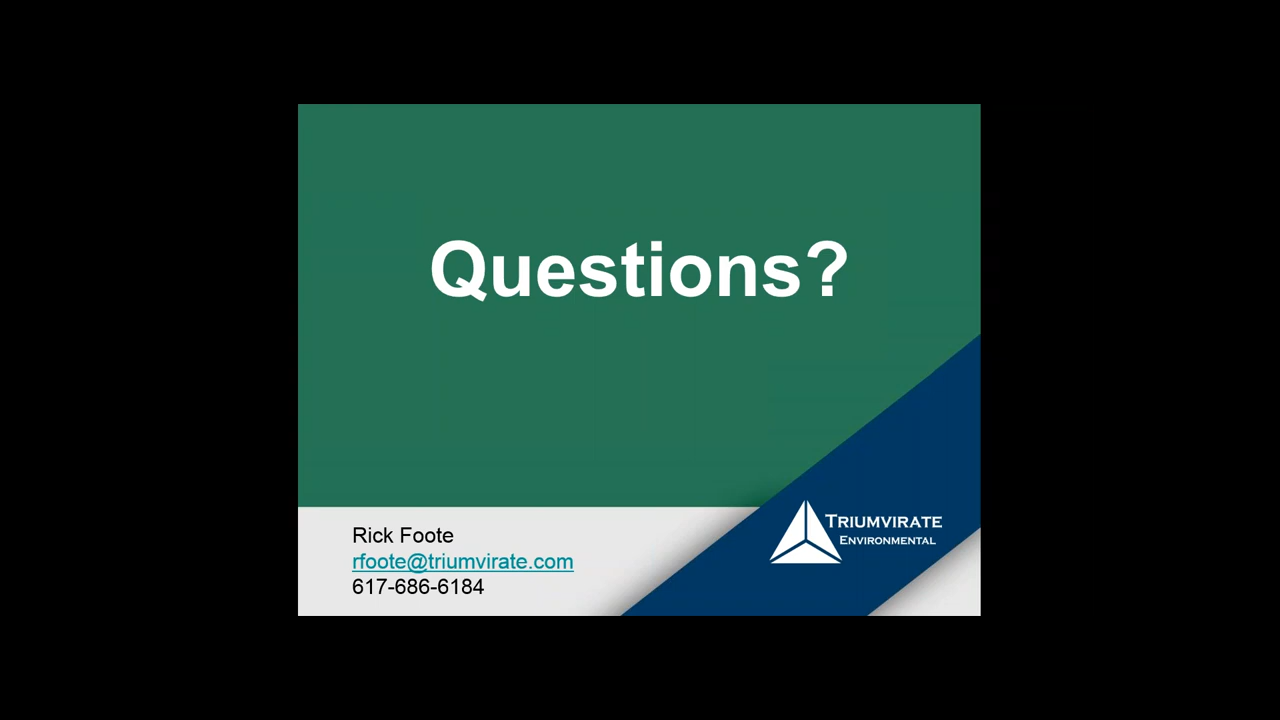 Questions?
Rick Foote
rfoote@triumvirate.com
617-686-6184
TRIUMVIRATE
ENVIRONMENTAL